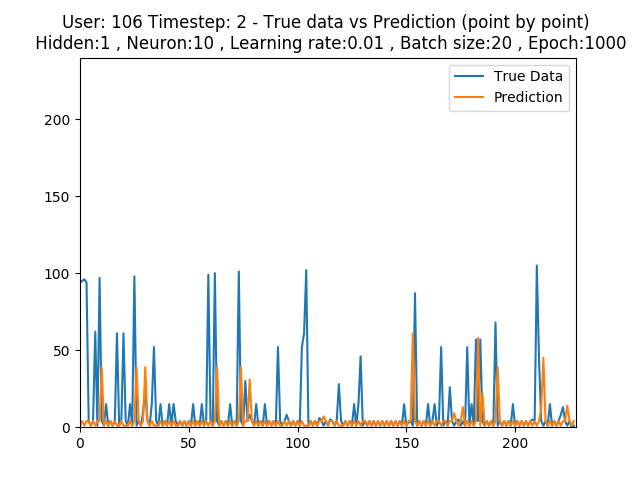 User: 106 Timestep: 2 - True data vs Prediction (point by point)
Hidden:1 , Neuron:10 , Learning rate:0.01 , Batch size:20 , Epoch:1000
True Data
Prediction
200
150
100
50
0
0 50 100 150 200